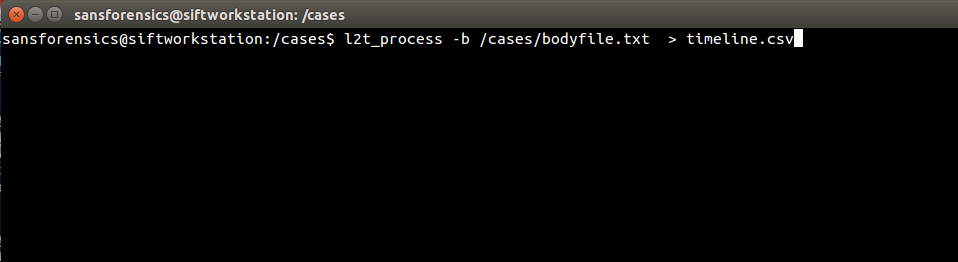 sansforensics@siftworkstation: /cases
sansforensics@siftworkstation:/cases$ l2t_process -b /cases/bodyfile.txt  > timeline.csv